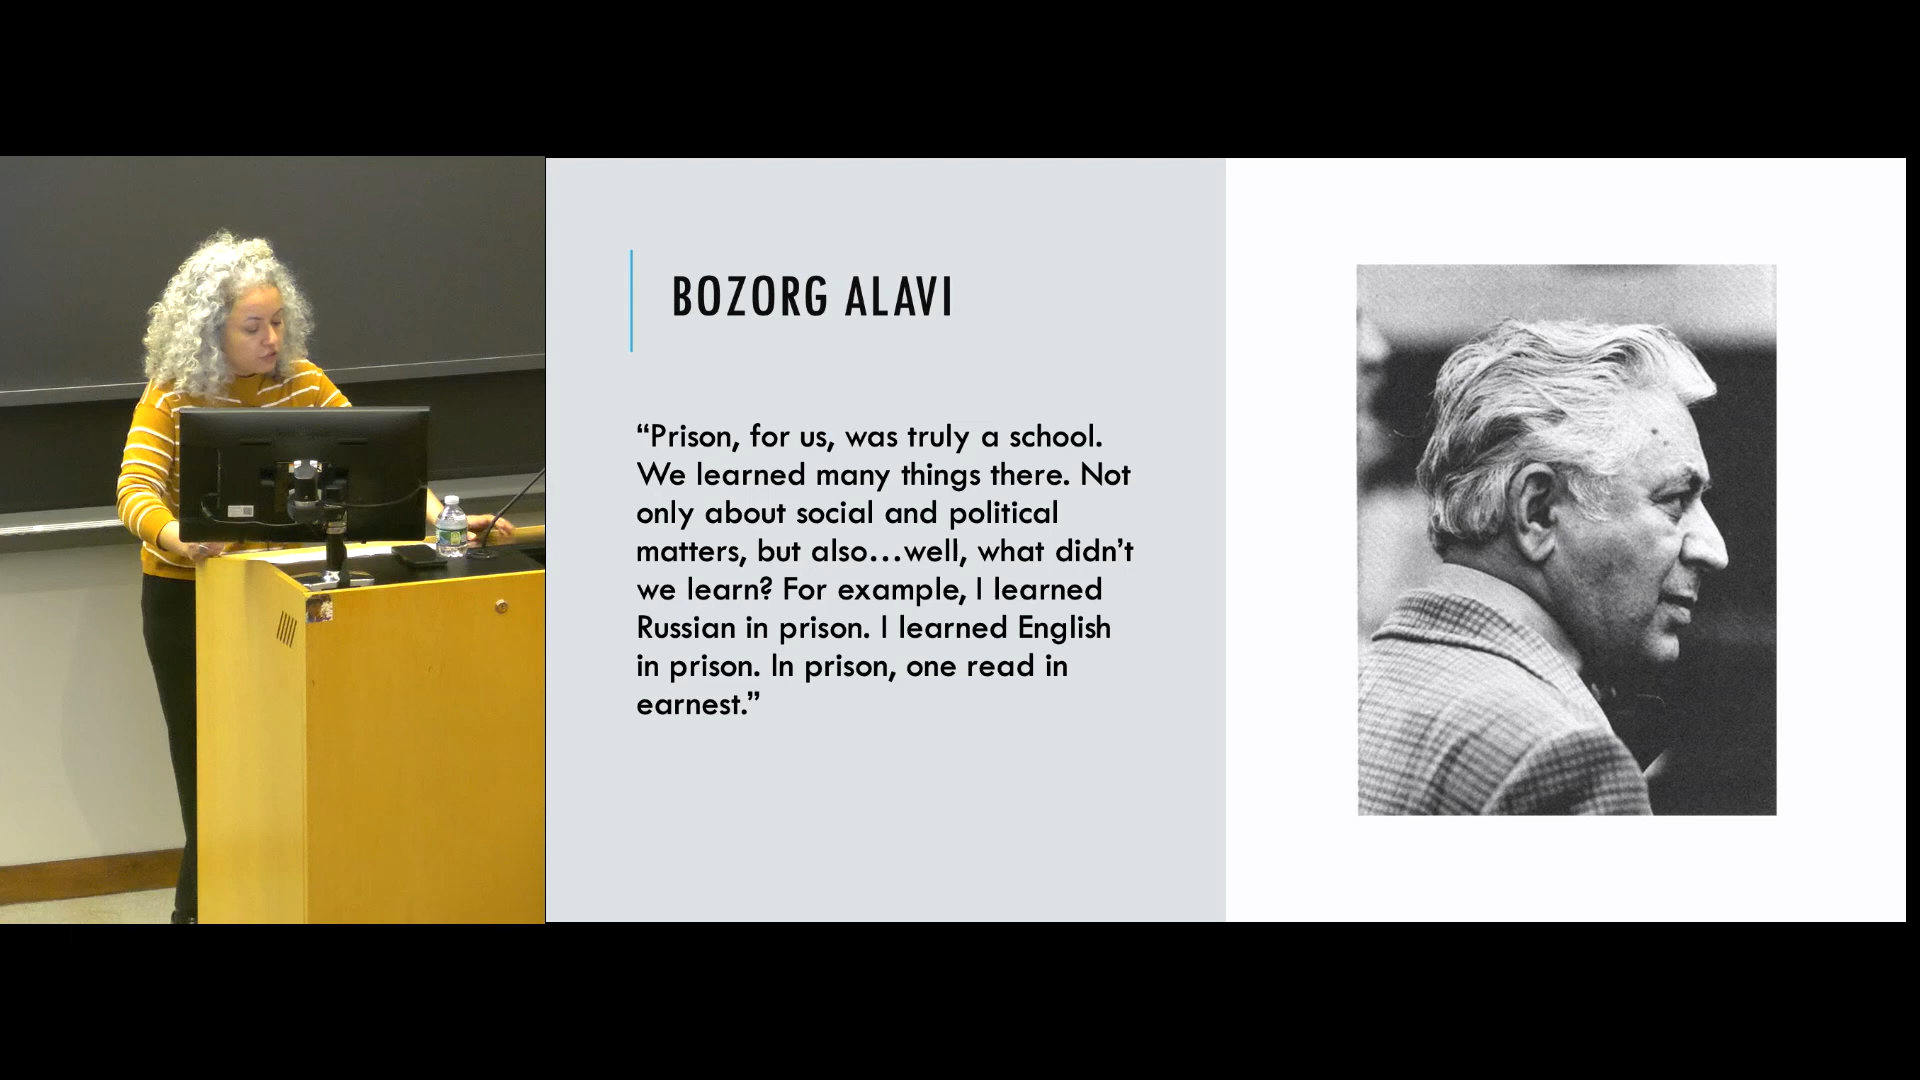 BOZORG ALAVI
“Prison, for us, was truly a school.
We learned many things there. Not
only about social and political
matters, but also…well, what didn’t
we learn? For example, I learned
Russian in prison. I learned English
in prison. In prison, one read in
earnest.”